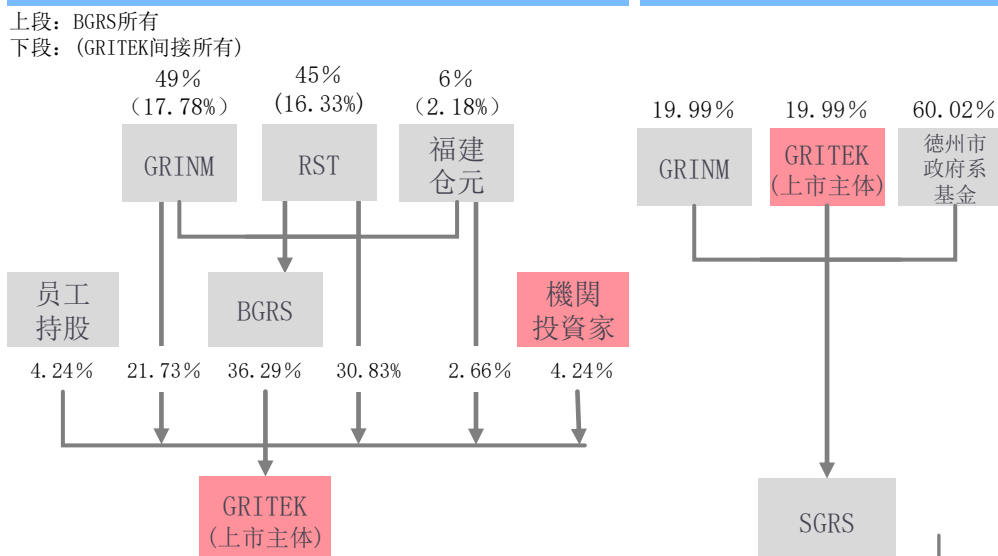 上段：BGRS所有
下段：(GRITEK间接所有)
49％
（17.78%）
45％
(16.33%)
6％
（2.18%）
GRINM
RST
福建
仓元
员工
持股
BGRS
機関
投資家
4.24％
21.73％
36.29％
30.83%
2.66％
4.24％
GRITEK
(上市主体)
19.99％
19.99％
60.02％
GRINM
GRITEK
(上市主体)
徳州市
政府系
基金
SGRS